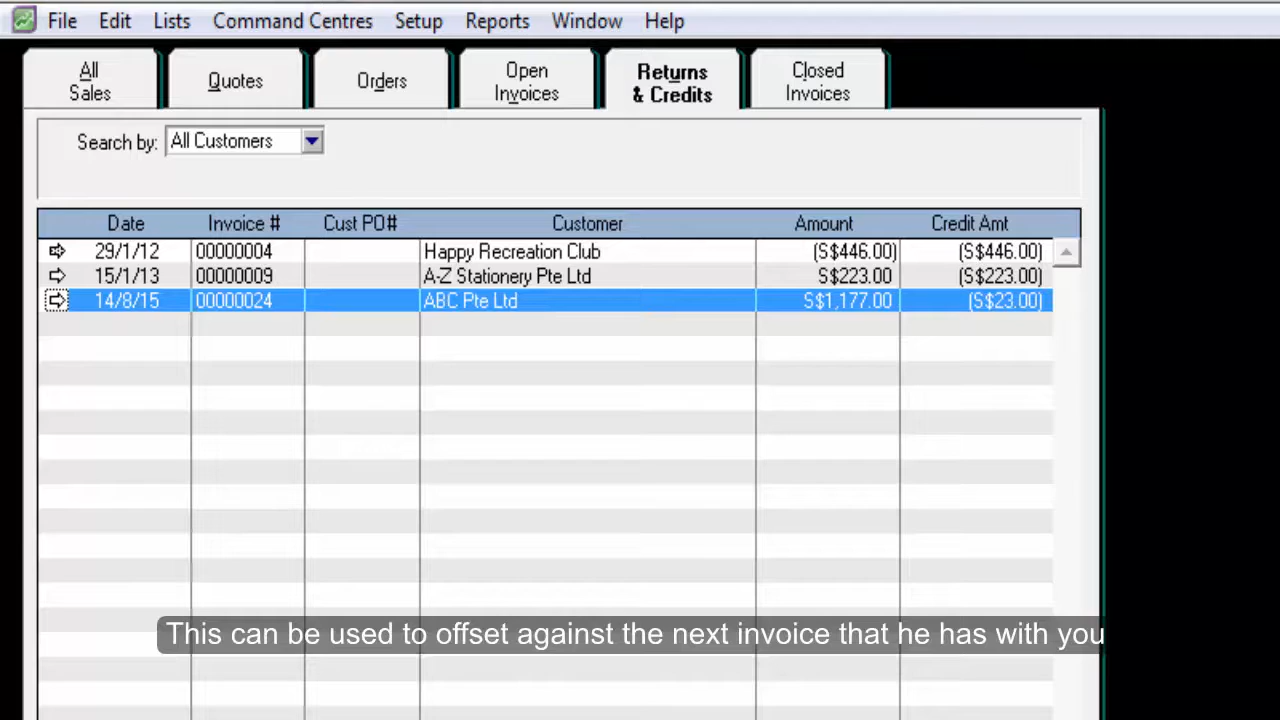 File Edit Lists Command Centres Setup Reports Window Help
All Sales
Quotes
Orders
Open Invoices
Returns & Credits
Closed Invoices
Search by: All Customers
Date Invoice # Cust PO# Customer Amount Credit Amt
29/1/12 00000004 Happy Recreation Club (S$446.00) (S$446.00)
15/1/13 00000009 A-Z Stationery Pte Ltd S$223.00 (S$223.00)
14/8/15 00000024 ABC Pte Ltd S$1,177.00 (S$23.00)
This can be used to offset against the next invoice that he has with you